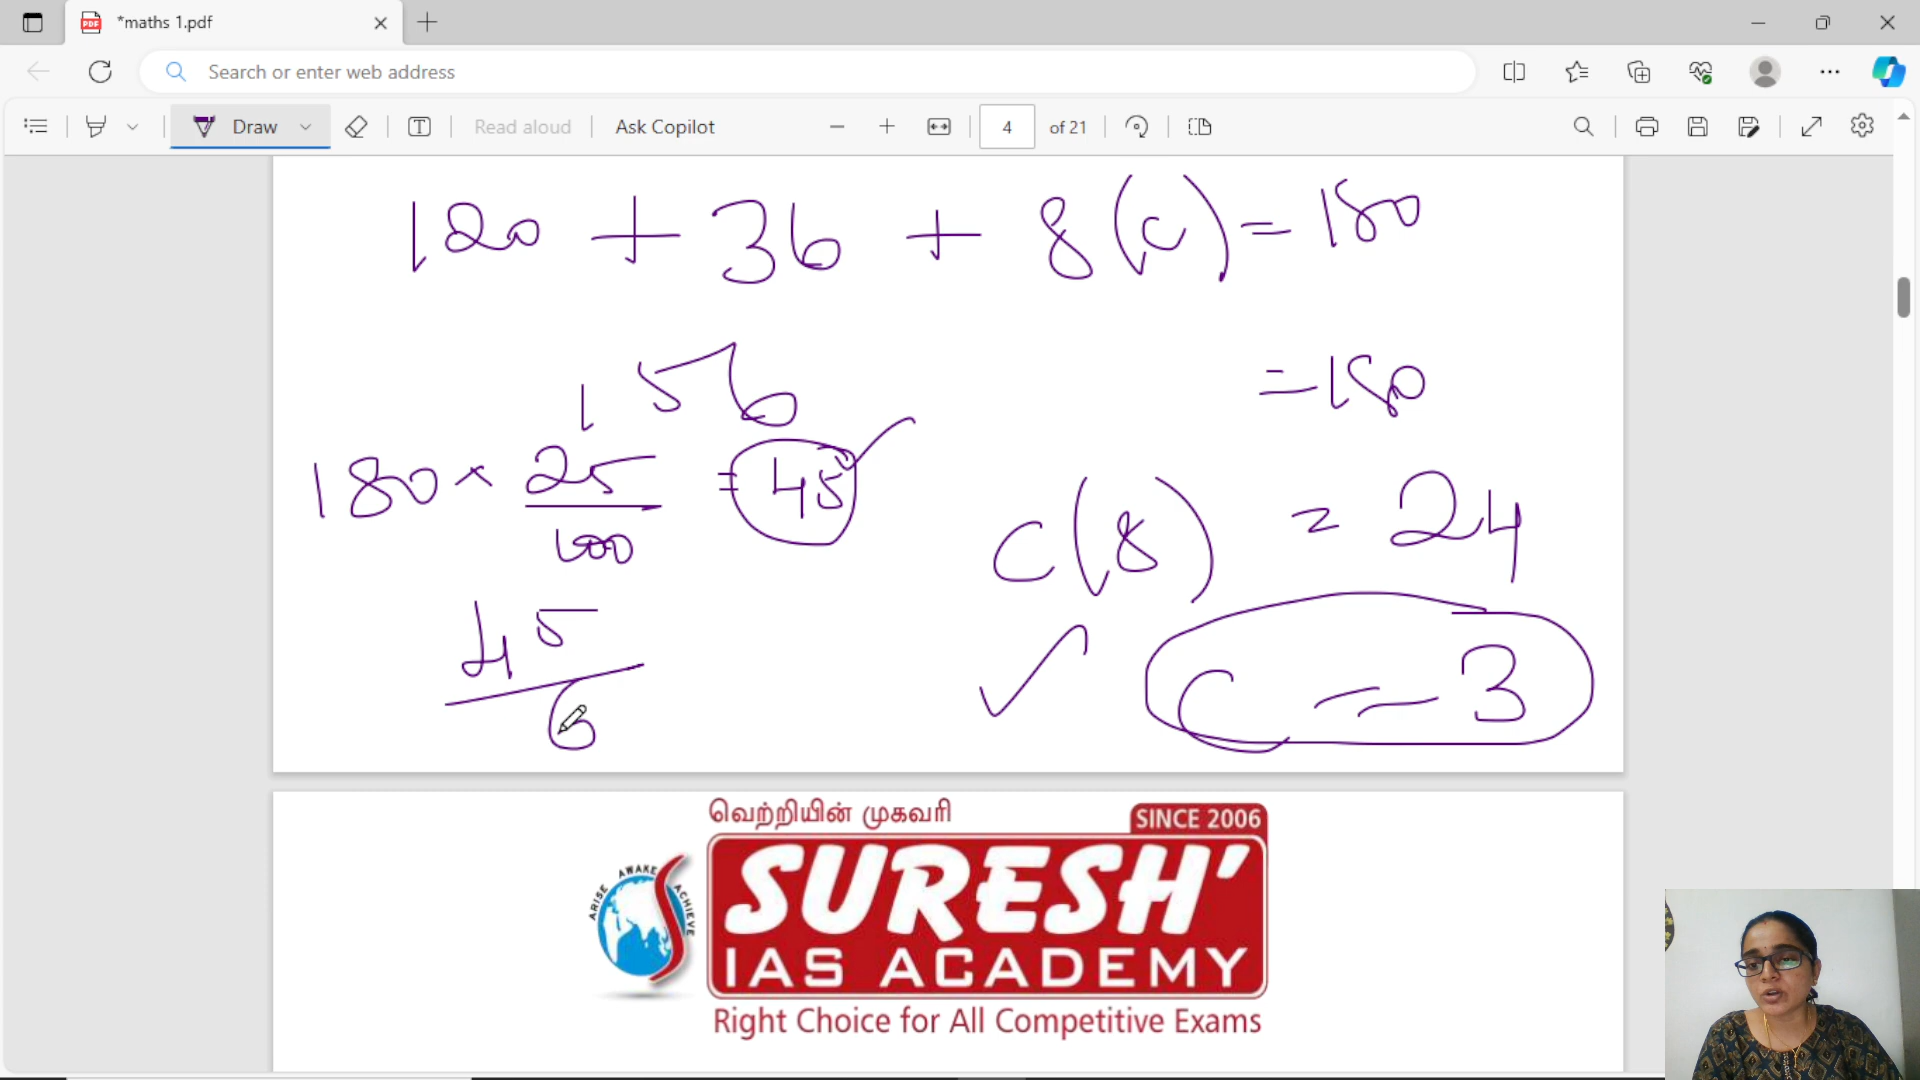 *maths 1.pdf
Search or enter web address
Draw Read aloud Ask Copilot 4 of 21
120 + 36 + 8(c) = 180
156 = 180
180 × 25/100 = 45
c(8) = 24
45/6
c = 3
வெற்றியின் முகவரி
SINCE 2006
ARISE AWAKE ACHIEVE
SURESH'
IAS ACADEMY
Right Choice for All Competitive Exams